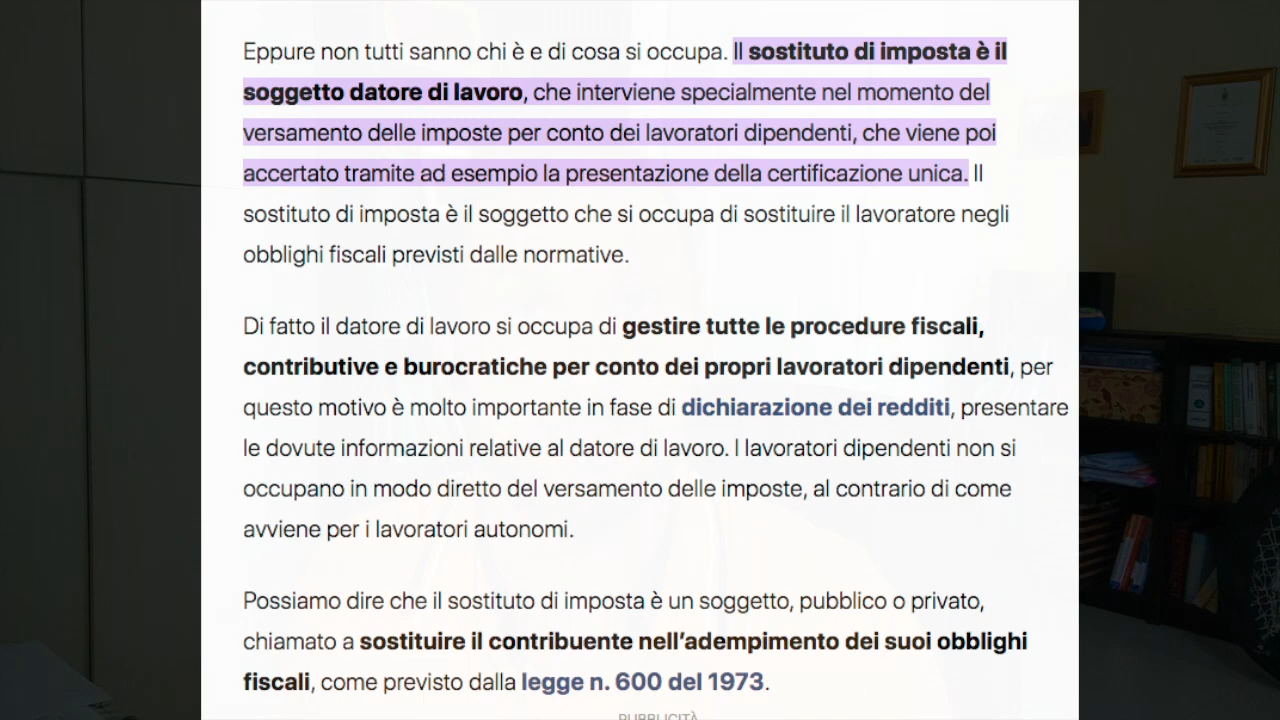 Eppure non tutti sanno chi è e di cosa si occupa. Il sostituto di imposta è il
soggetto datore di lavoro, che interviene specialmente nel momento del
versamento delle imposte per conto dei lavoratori dipendenti, che viene poi
accertato tramite ad esempio la presentazione della certificazione unica. Il
sostituto di imposta è il soggetto che si occupa di sostituire il lavoratore negli
obblighi fiscali previsti dalle normative.
Di fatto il datore di lavoro si occupa di gestire tutte le procedure fiscali,
contributive e burocratiche per conto dei propri lavoratori dipendenti, per
questo motivo è molto importante in fase di dichiarazione dei redditi, presentare
le dovute informazioni relative al datore di lavoro. I lavoratori dipendenti non si
occupano in modo diretto del versamento delle imposte, al contrario di come
avviene per i lavoratori autonomi.
Possiamo dire che il sostituto di imposta è un soggetto, pubblico o privato,
chiamato a sostituire il contribuente nell’adempimento dei suoi obblighi
fiscali, come previsto dalla legge n. 600 del 1973.
PUBBLICITÀ